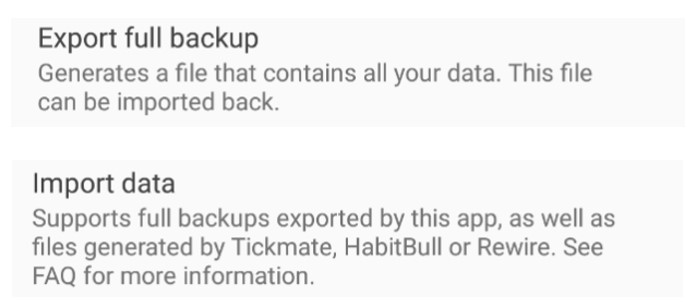 Export full backup
Generates a file that contains all your data. This file
can be imported back.
Import data
Supports full backups exported by this app, as well as
files generated by Tickmate, HabitBull or Rewire. See
FAQ for more information.